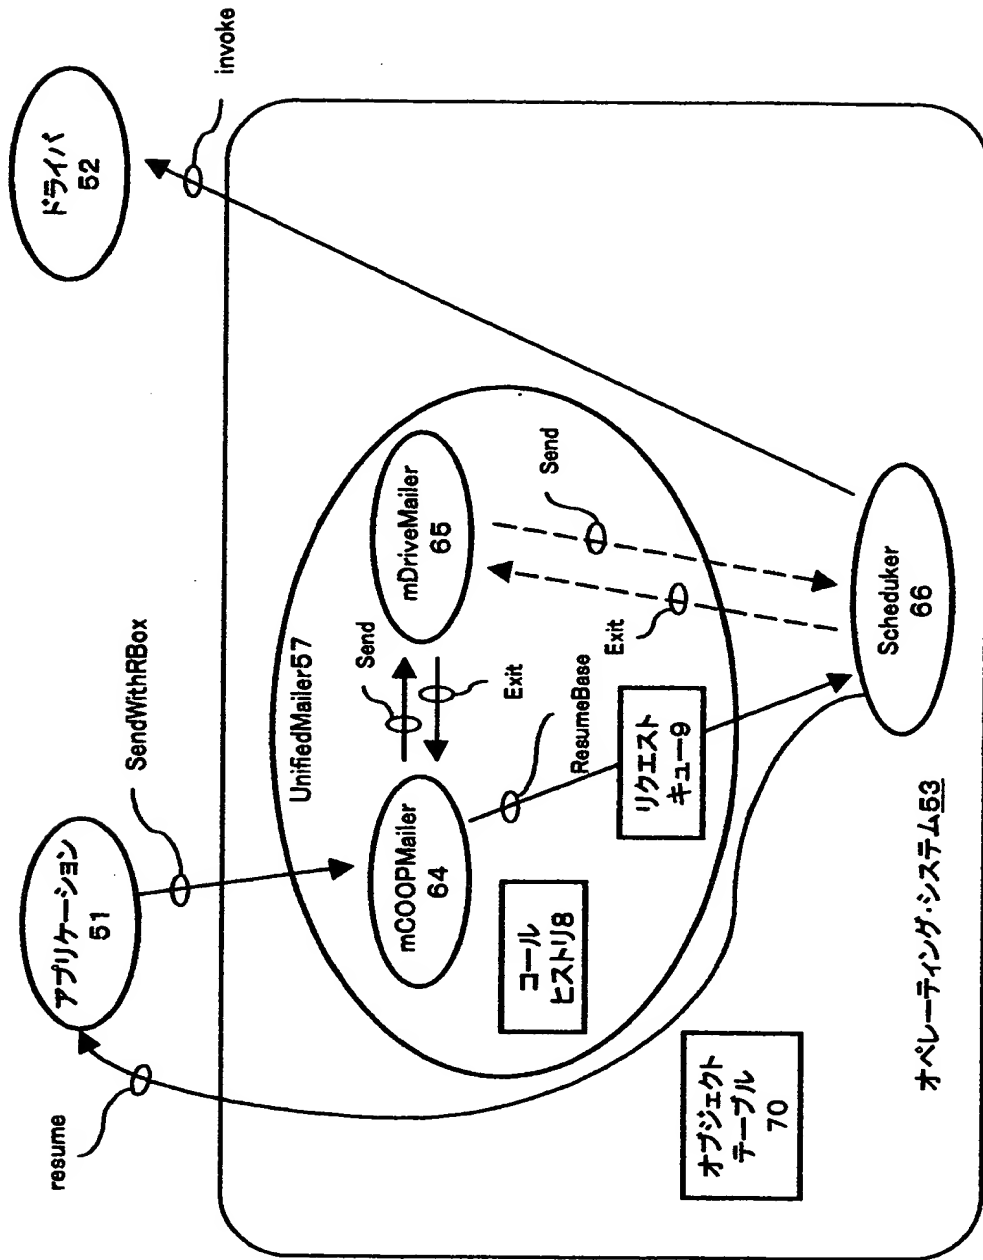 アプリケーション
51
ドライバ
52
resume
SendWithRBox
invoke
UnifiedMailer57
mCOOPMailer
64
Send
Exit
mDriveMailer
65
コール
ヒストリ8
ResumeBase
リクエスト
キュー9
Exit
Send
オブジェクト
テーブル
70
Scheduker
66
オペレーティング・システム53